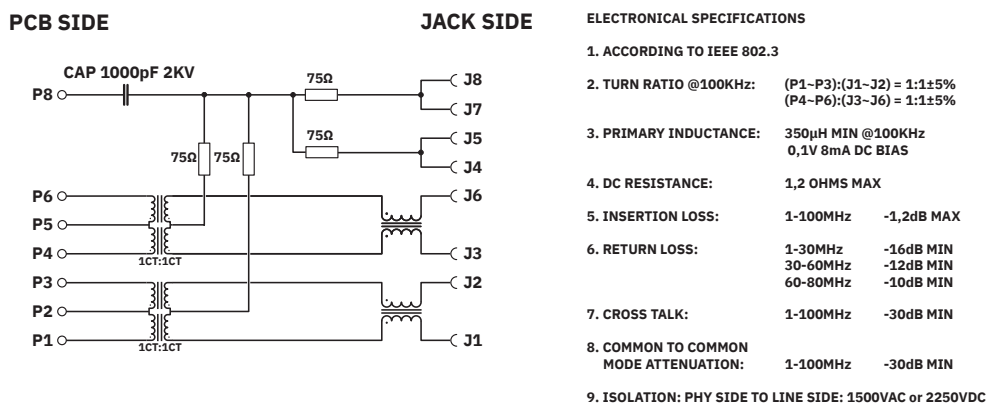 PCB SIDE
JACK SIDE
CAP 1000pF 2KV
P8
75Ω
J8
J7
75Ω
J5
J4
75Ω
75Ω
P6
P5
P4
1CT:1CT
J6
J3
P3
P2
P1
1CT:1CT
J2
J1
ELECTRONICAL SPECIFICATIONS
1. ACCORDING TO IEEE 802.3
2. TURN RATIO @100KHz: (P1~P3):(J1~J2) = 1:1±5%
(P4~P6):(J3~J6) = 1:1±5%
3. PRIMARY INDUCTANCE: 350µH MIN @100KHz
0,1V 8mA DC BIAS
4. DC RESISTANCE: 1,2 OHMS MAX
5. INSERTION LOSS: 1-100MHz -1,2dB MAX
6. RETURN LOSS: 1-30MHz -16dB MIN
30-60MHz -12dB MIN
60-80MHz -10dB MIN
7. CROSS TALK: 1-100MHz -30dB MIN
8. COMMON TO COMMON
MODE ATTENUATION: 1-100MHz -30dB MIN
9. ISOLATION: PHY SIDE TO LINE SIDE: 1500VAC or 2250VDC